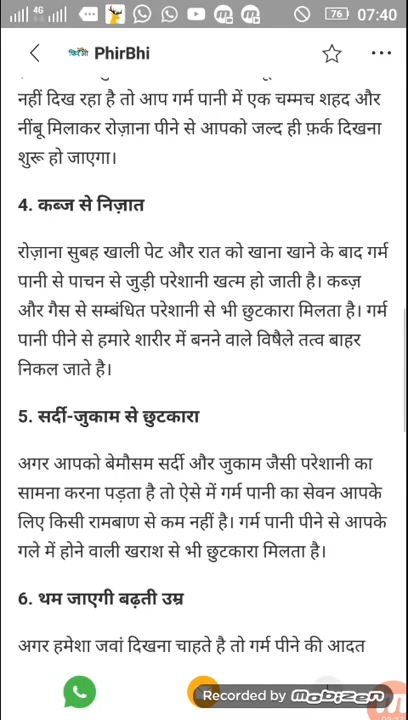 4G
76
07:40
PhirBhi
नहीं दिख रहा है तो आप गर्म पानी में एक चम्मच शहद और
नींबू मिलाकर रोज़ाना पीने से आपको जल्द ही फ़र्क दिखना
शुरू हो जाएगा।
4. कब्ज से निज़ात
रोज़ाना सुबह खाली पेट और रात को खाना खाने के बाद गर्म
पानी से पाचन से जुड़ी परेशानी खत्म हो जाती है। कब्ज़
और गैस से सम्बंधित परेशानी से भी छुटकारा मिलता है। गर्म
पानी पीने से हमारे शारीर में बनने वाले विषैले तत्व बाहर
निकल जाते है।
5. सर्दी-जुकाम से छुटकारा
अगर आपको बेमौसम सर्दी और जुकाम जैसी परेशानी का
सामना करना पड़ता है तो ऐसे में गर्म पानी का सेवन आपके
लिए किसी रामबाण से कम नहीं है। गर्म पानी पीने से आपके
गले में होने वाली खराश से भी छुटकारा मिलता है।
6. थम जाएगी बढ़ती उम्र
अगर हमेशा जवां दिखना चाहते है तो गर्म पीने की आदत
Recorded by mobizen